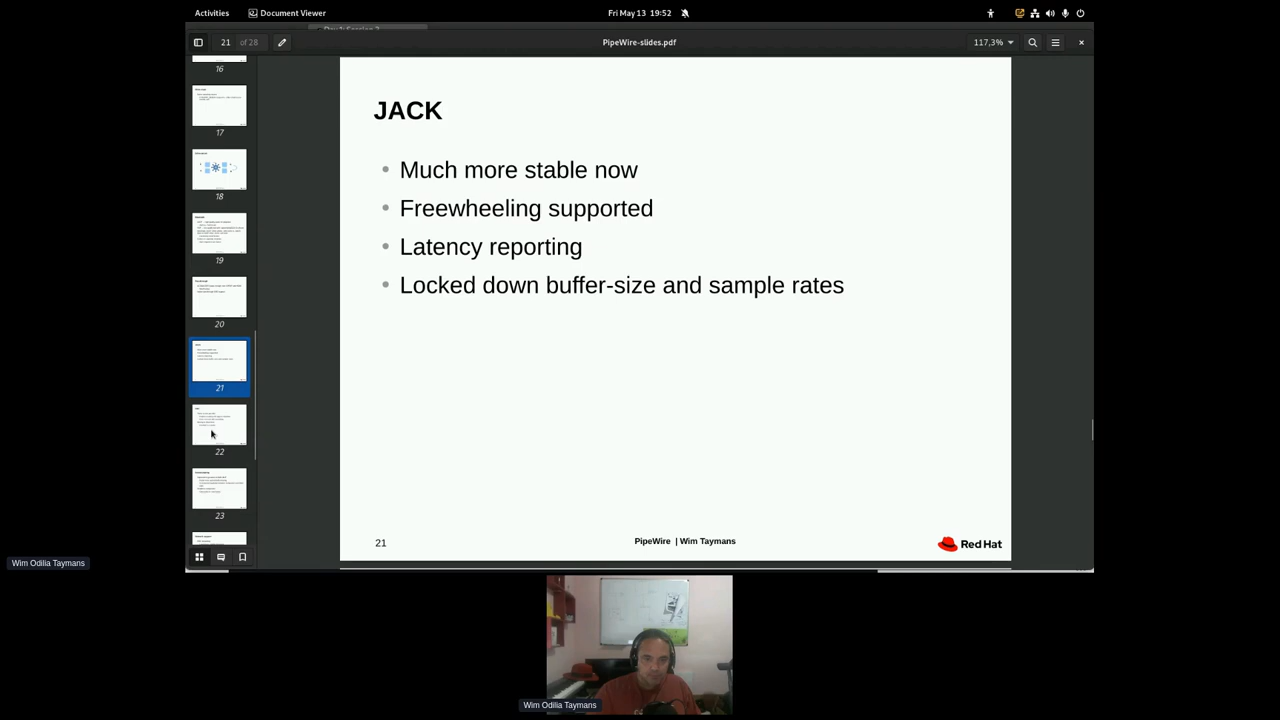 Activities
Document Viewer
Fri May 13 19:52
21 of 28
PipeWire-slides.pdf
117,3%
16
17
18
19
20
21
22
23
JACK
Much more stable now
Freewheeling supported
Latency reporting
Locked down buffer-size and sample rates
21
PipeWire | Wim Taymans
Red Hat
Wim Odilia Taymans
Wim Odilia Taymans